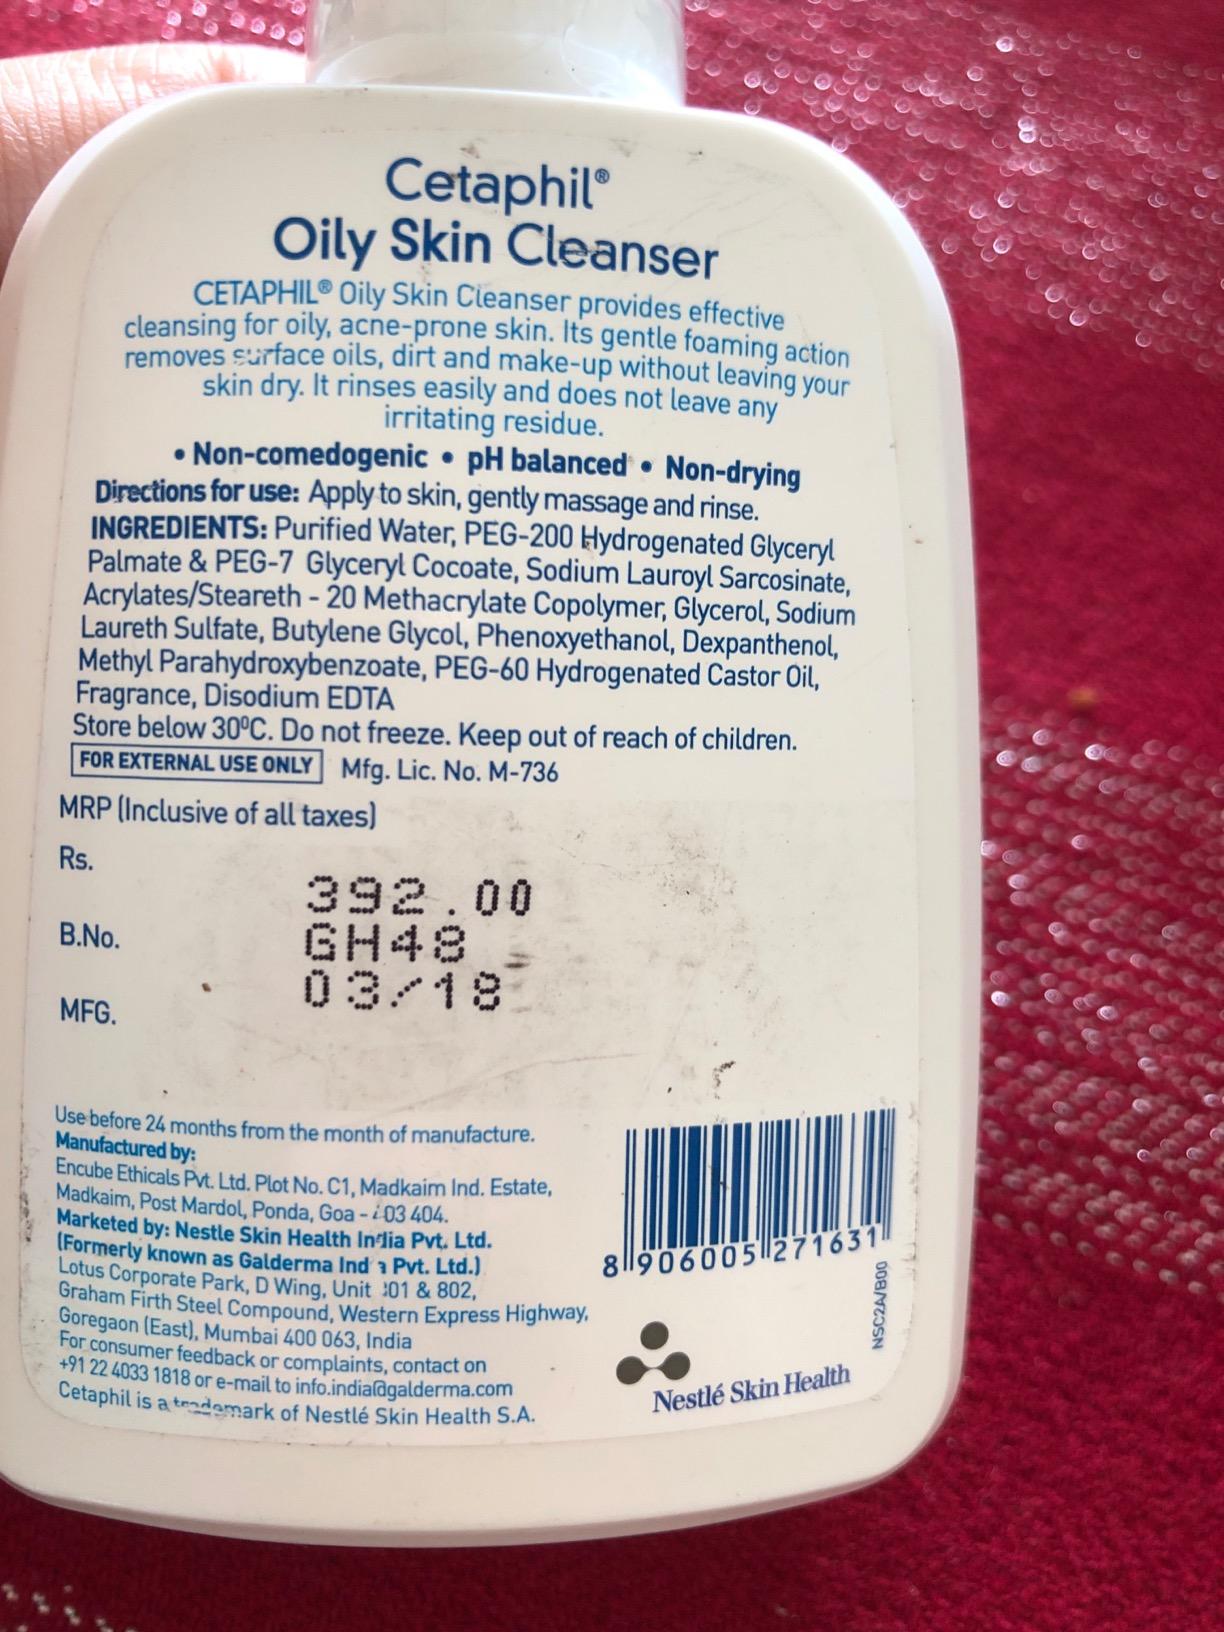 Cetaphil®
Oily Skin Cleanser
CETAPHIL® Oily Skin Cleanser provides effective
cleansing for oily, acne-prone skin. Its gentle foaming action
removes surface oils, dirt and make-up without leaving your
skin dry. It rinses easily and does not leave any
irritating residue.
• Non-comedogenic • pH balanced • Non-drying
Directions for use: Apply to skin, gently massage and rinse.
INGREDIENTS: Purified Water, PEG-200 Hydrogenated Glyceryl
Palmate & PEG-7 Glyceryl Cocoate, Sodium Lauroyl Sarcosinate,
Acrylates/Steareth - 20 Methacrylate Copolymer, Glycerol, Sodium
Laureth Sulfate, Butylene Glycol, Phenoxyethanol, Dexpanthenol,
Methyl Parahydroxybenzoate, PEG-60 Hydrogenated Castor Oil,
Fragrance, Disodium EDTA
Store below 30ºC. Do not freeze. Keep out of reach of children.
FOR EXTERNAL USE ONLY Mfg. Lic. No. M-736
MRP (Inclusive of all taxes)
Rs. 392.00
B.No. GH48
MFG. 03/18
Use before 24 months from the month of manufacture.
Manufactured by:
Encube Ethicals Pvt. Ltd. Plot No. C1, Madkaim Ind. Estate,
Madkaim, Post Mardol, Ponda, Goa - 404.
Marketed by: Nestle Skin Health India Pvt. Ltd.
(Formerly known as Galderma India Pvt. Ltd.)
Lotus Corporate Park, D Wing, Unit & 802,
Graham Firth Steel Compound, Western Express Highway,
Goregaon (East), Mumbai 400 063, India
For consumer feedback or complaints, contact on
+91 22 4033 1818 or e-mail to info.india@galderma.com
Cetaphil is a trademark of Nestlé Skin Health S.A.
8 906005 271631
NSC2A/B00
Nestlé Skin Health